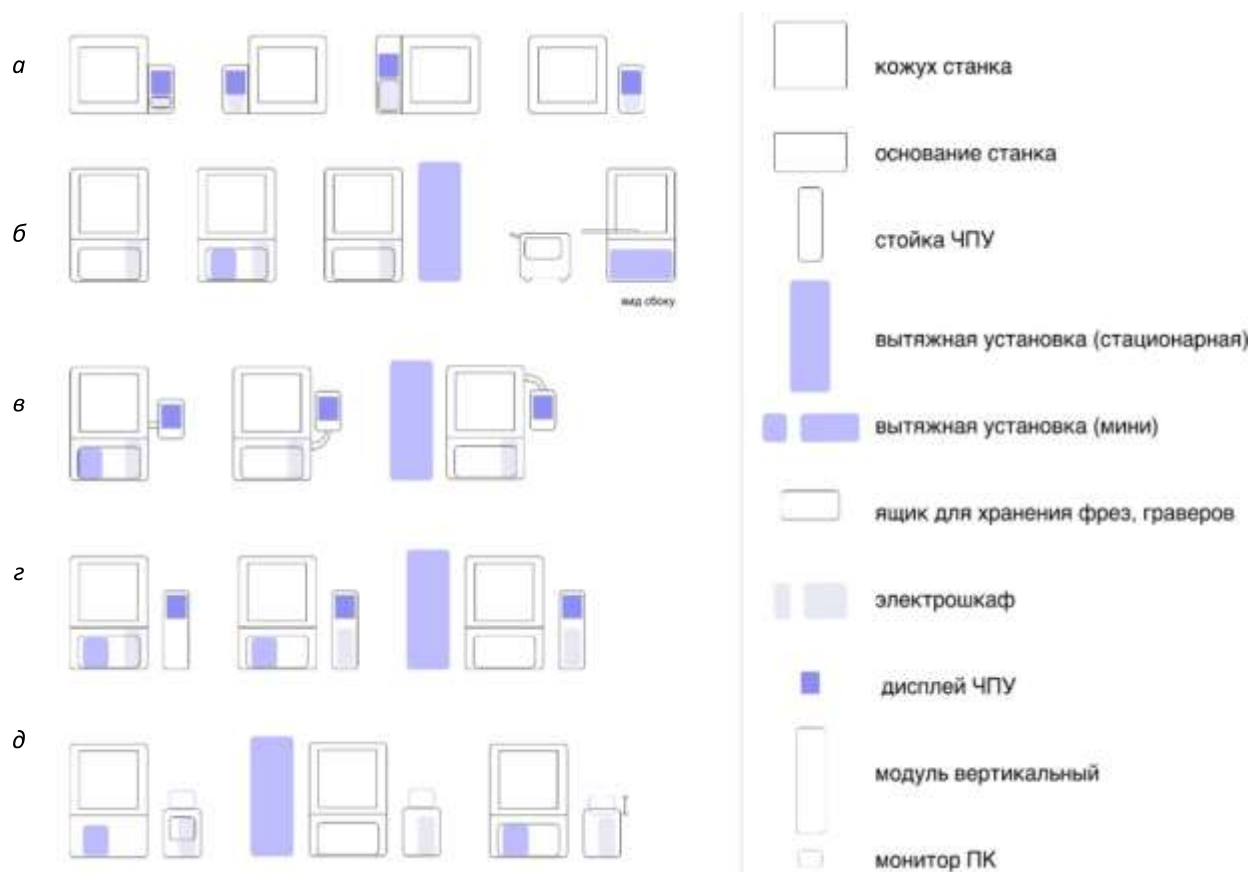 а
б
вид сбоку
в
г
д
кожух станка
основание станка
стойка ЧПУ
вытяжная установка (стационарная)
вытяжная установка (мини)
ящик для хранения фрез, граверов
электрошкаф
дисплей ЧПУ
модуль вертикальный
монитор ПК